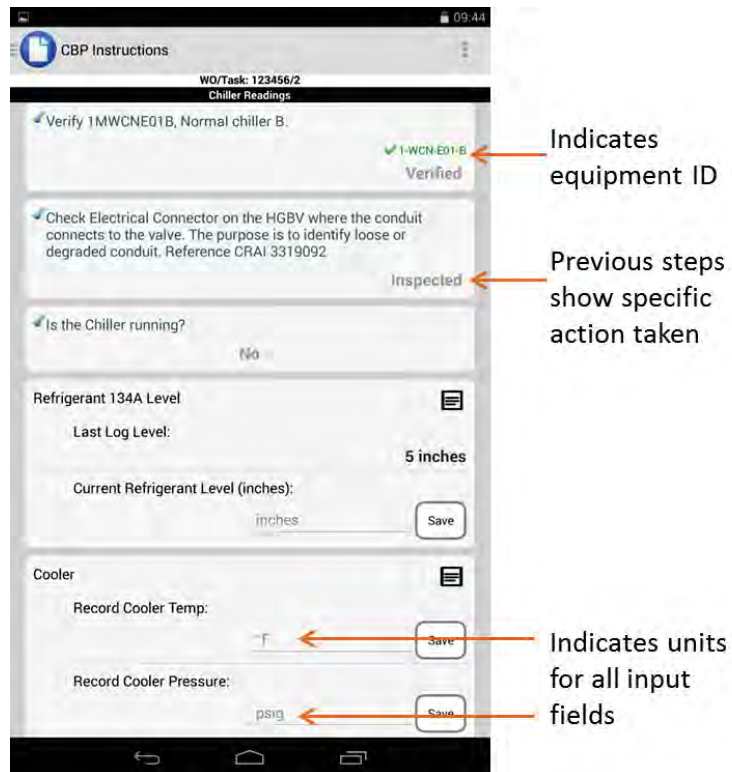 09:44
CBP Instructions
WO/Task: 123456/2
Chiller Readings
Verify 1MWCNE01B, Normal chiller B.
1-WCN-E01-B
Verified
Indicates
equipment ID
Check Electrical Connector on the HGBV where the conduit
connects to the valve. The purpose is to identify loose or
degraded conduit. Reference CRAI 3319092
Inspected
Previous steps
show specific
action taken
Is the Chiller running?
No
Refrigerant 134A Level
Last Log Level:
5 inches
Current Refrigerant Level (inches):
inches
Save
Cooler
Record Cooler Temp:
°F
Save
Record Cooler Pressure:
psig
Save
Indicates units
for all input
fields